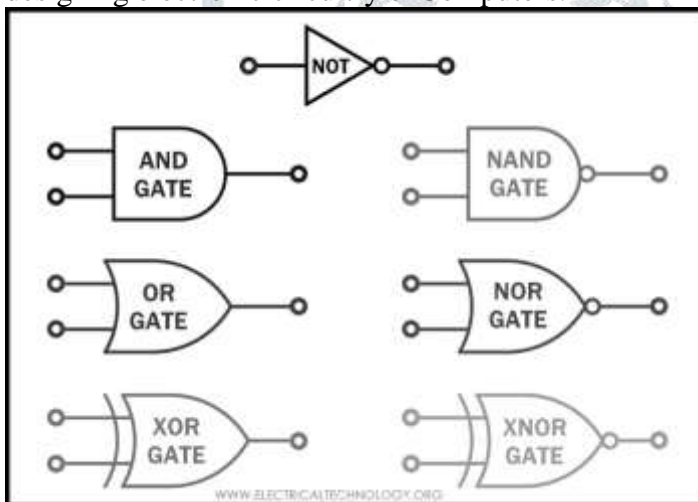 NOT
AND
GATE
NAND
GATE
OR
GATE
NOR
GATE
XOR
GATE
XNOR
GATE
WWW.ELECTRICALTECHNOLOGY.ORG